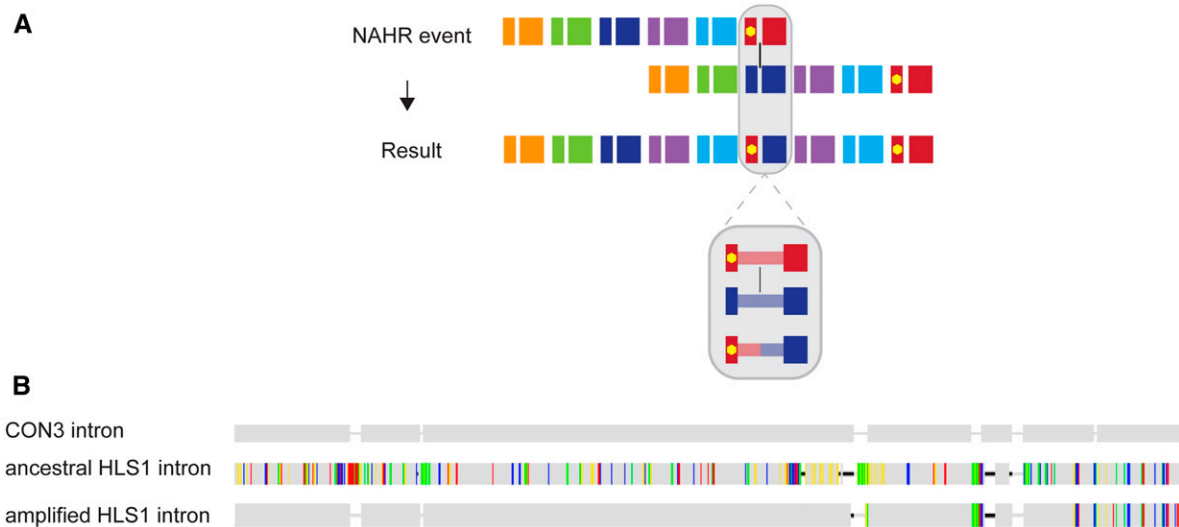 A
NAHR event
Result
B
CON3 intron
ancestral HLS1 intron
amplified HLS1 intron